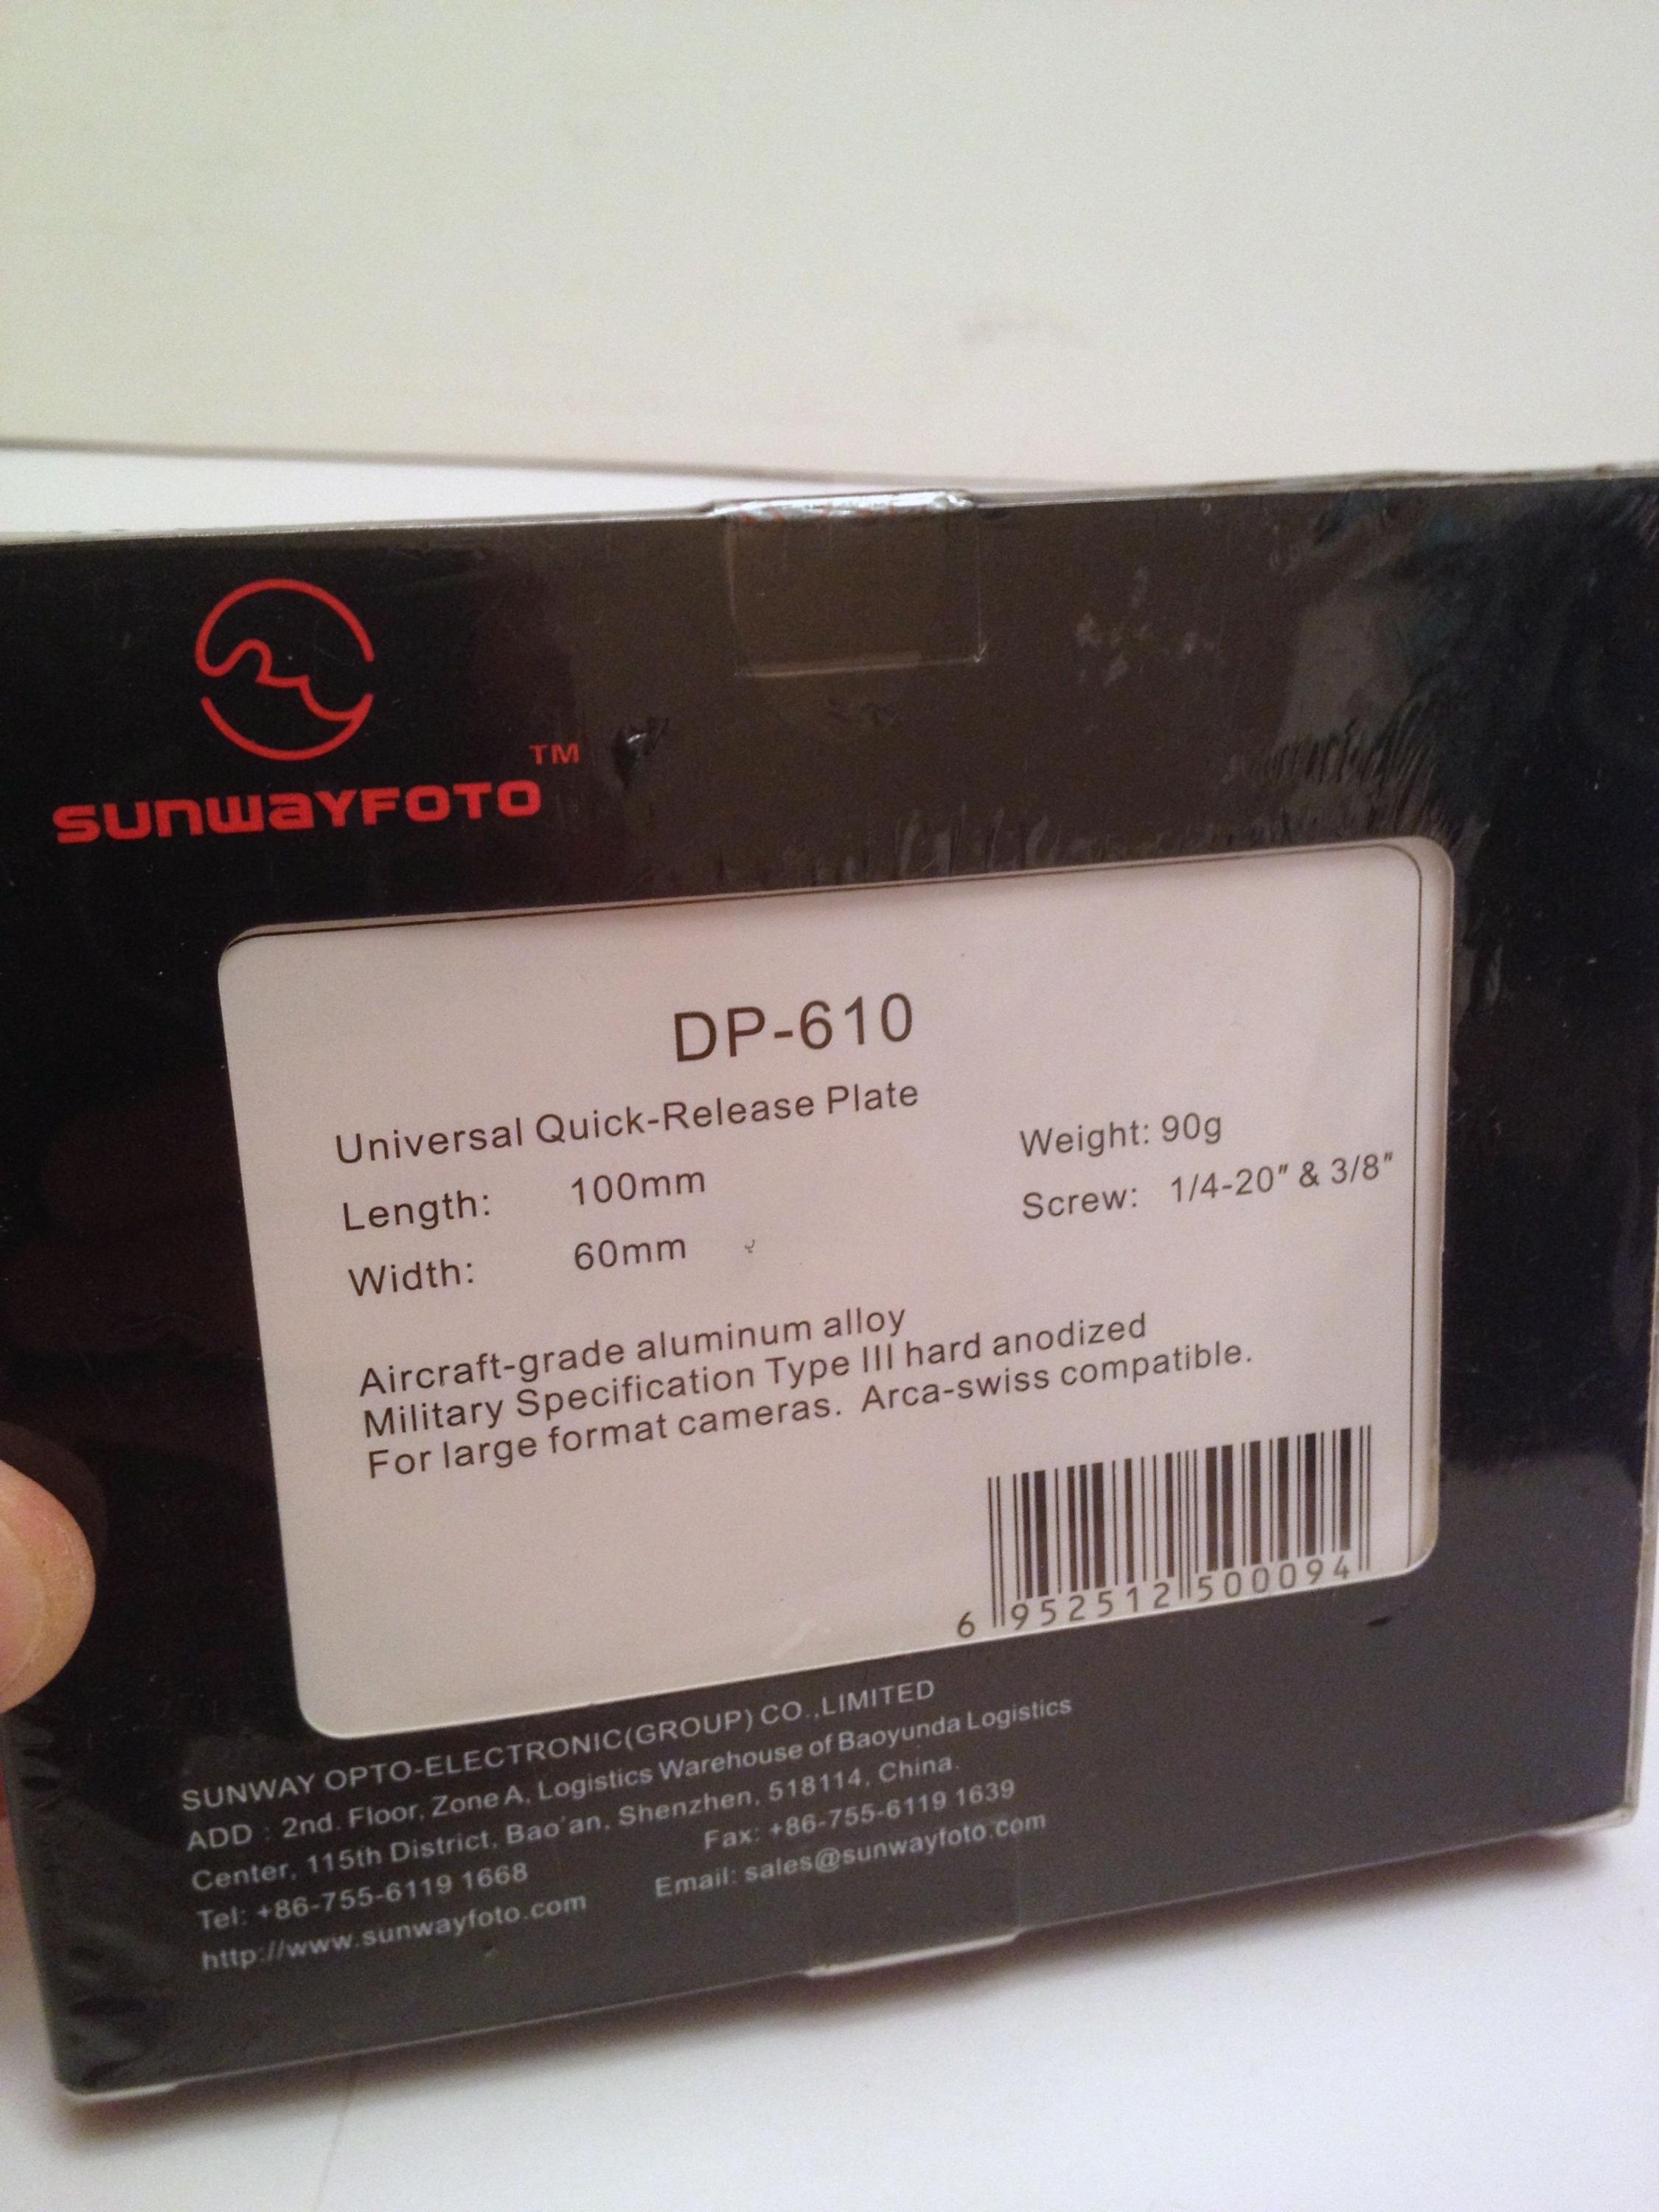 TM
sunwaYFOTO
DP-610
Universal Quick-Release Plate
Length: 100mm
Width: 60mm
Weight: 90g
Screw: 1/4-20" & 3/8"
Aircraft-grade aluminum alloy
Military Specification Type III hard anodized
For large format cameras. Arca-swiss compatible.
6 952512 500094
SUNWAY OPTO-ELECTRONIC(GROUP) CO.,LIMITED
ADD : 2nd. Floor, Zone A, Logistics Warehouse of Baoyunda Logistics
Center, 115th District, Bao'an, Shenzhen, 518114, China.
Tel: +86-755-6119 1668 Fax: +86-755-6119 1639
http://www.sunwayfoto.com Email: sales@sunwayfoto.com